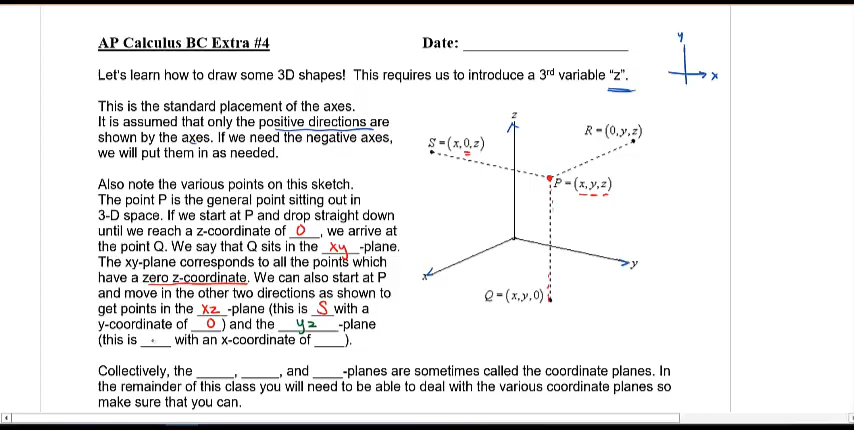 AP Calculus BC Extra #4 Date: _______________
y
x
Let's learn how to draw some 3D shapes! This requires us to introduce a 3rd variable "z".
This is the standard placement of the axes.
It is assumed that only the positive directions are
shown by the axes. If we need the negative axes,
we will put them in as needed.
z
S = (x,0,z)
R = (0,y,z)
P = (x,y,z)
x
y
Q = (x,y,0)
Also note the various points on this sketch.
The point P is the general point sitting out in
3-D space. If we start at P and drop straight down
until we reach a z-coordinate of 0, we arrive at
the point Q. We say that Q sits in the xy-plane.
The xy-plane corresponds to all the points which
have a zero z-coordinate. We can also start at P
and move in the other two directions as shown to
get points in the xz-plane (this is S with a
y-coordinate of 0) and the yz-plane
(this is ____ with an x-coordinate of ____).
Collectively, the _____, _____, and ____-planes are sometimes called the coordinate planes. In
the remainder of this class you will need to be able to deal with the various coordinate planes so
make sure that you can.